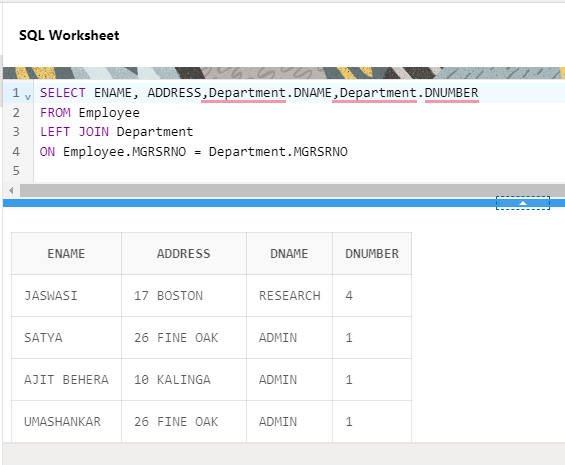 SQL Worksheet
1 SELECT ENAME, ADDRESS,Department.DNAME,Department.DNUMBER
2 FROM Employee
3 LEFT JOIN Department
4 ON Employee.MGRSRNO = Department.MGRSRNO
5
ENAME ADDRESS DNAME DNUMBER
JASWASI 17 BOSTON RESEARCH 4
SATYA 26 FINE OAK ADMIN 1
AJIT BEHERA 10 KALINGA ADMIN 1
UMASHANKAR 26 FINE OAK ADMIN 1